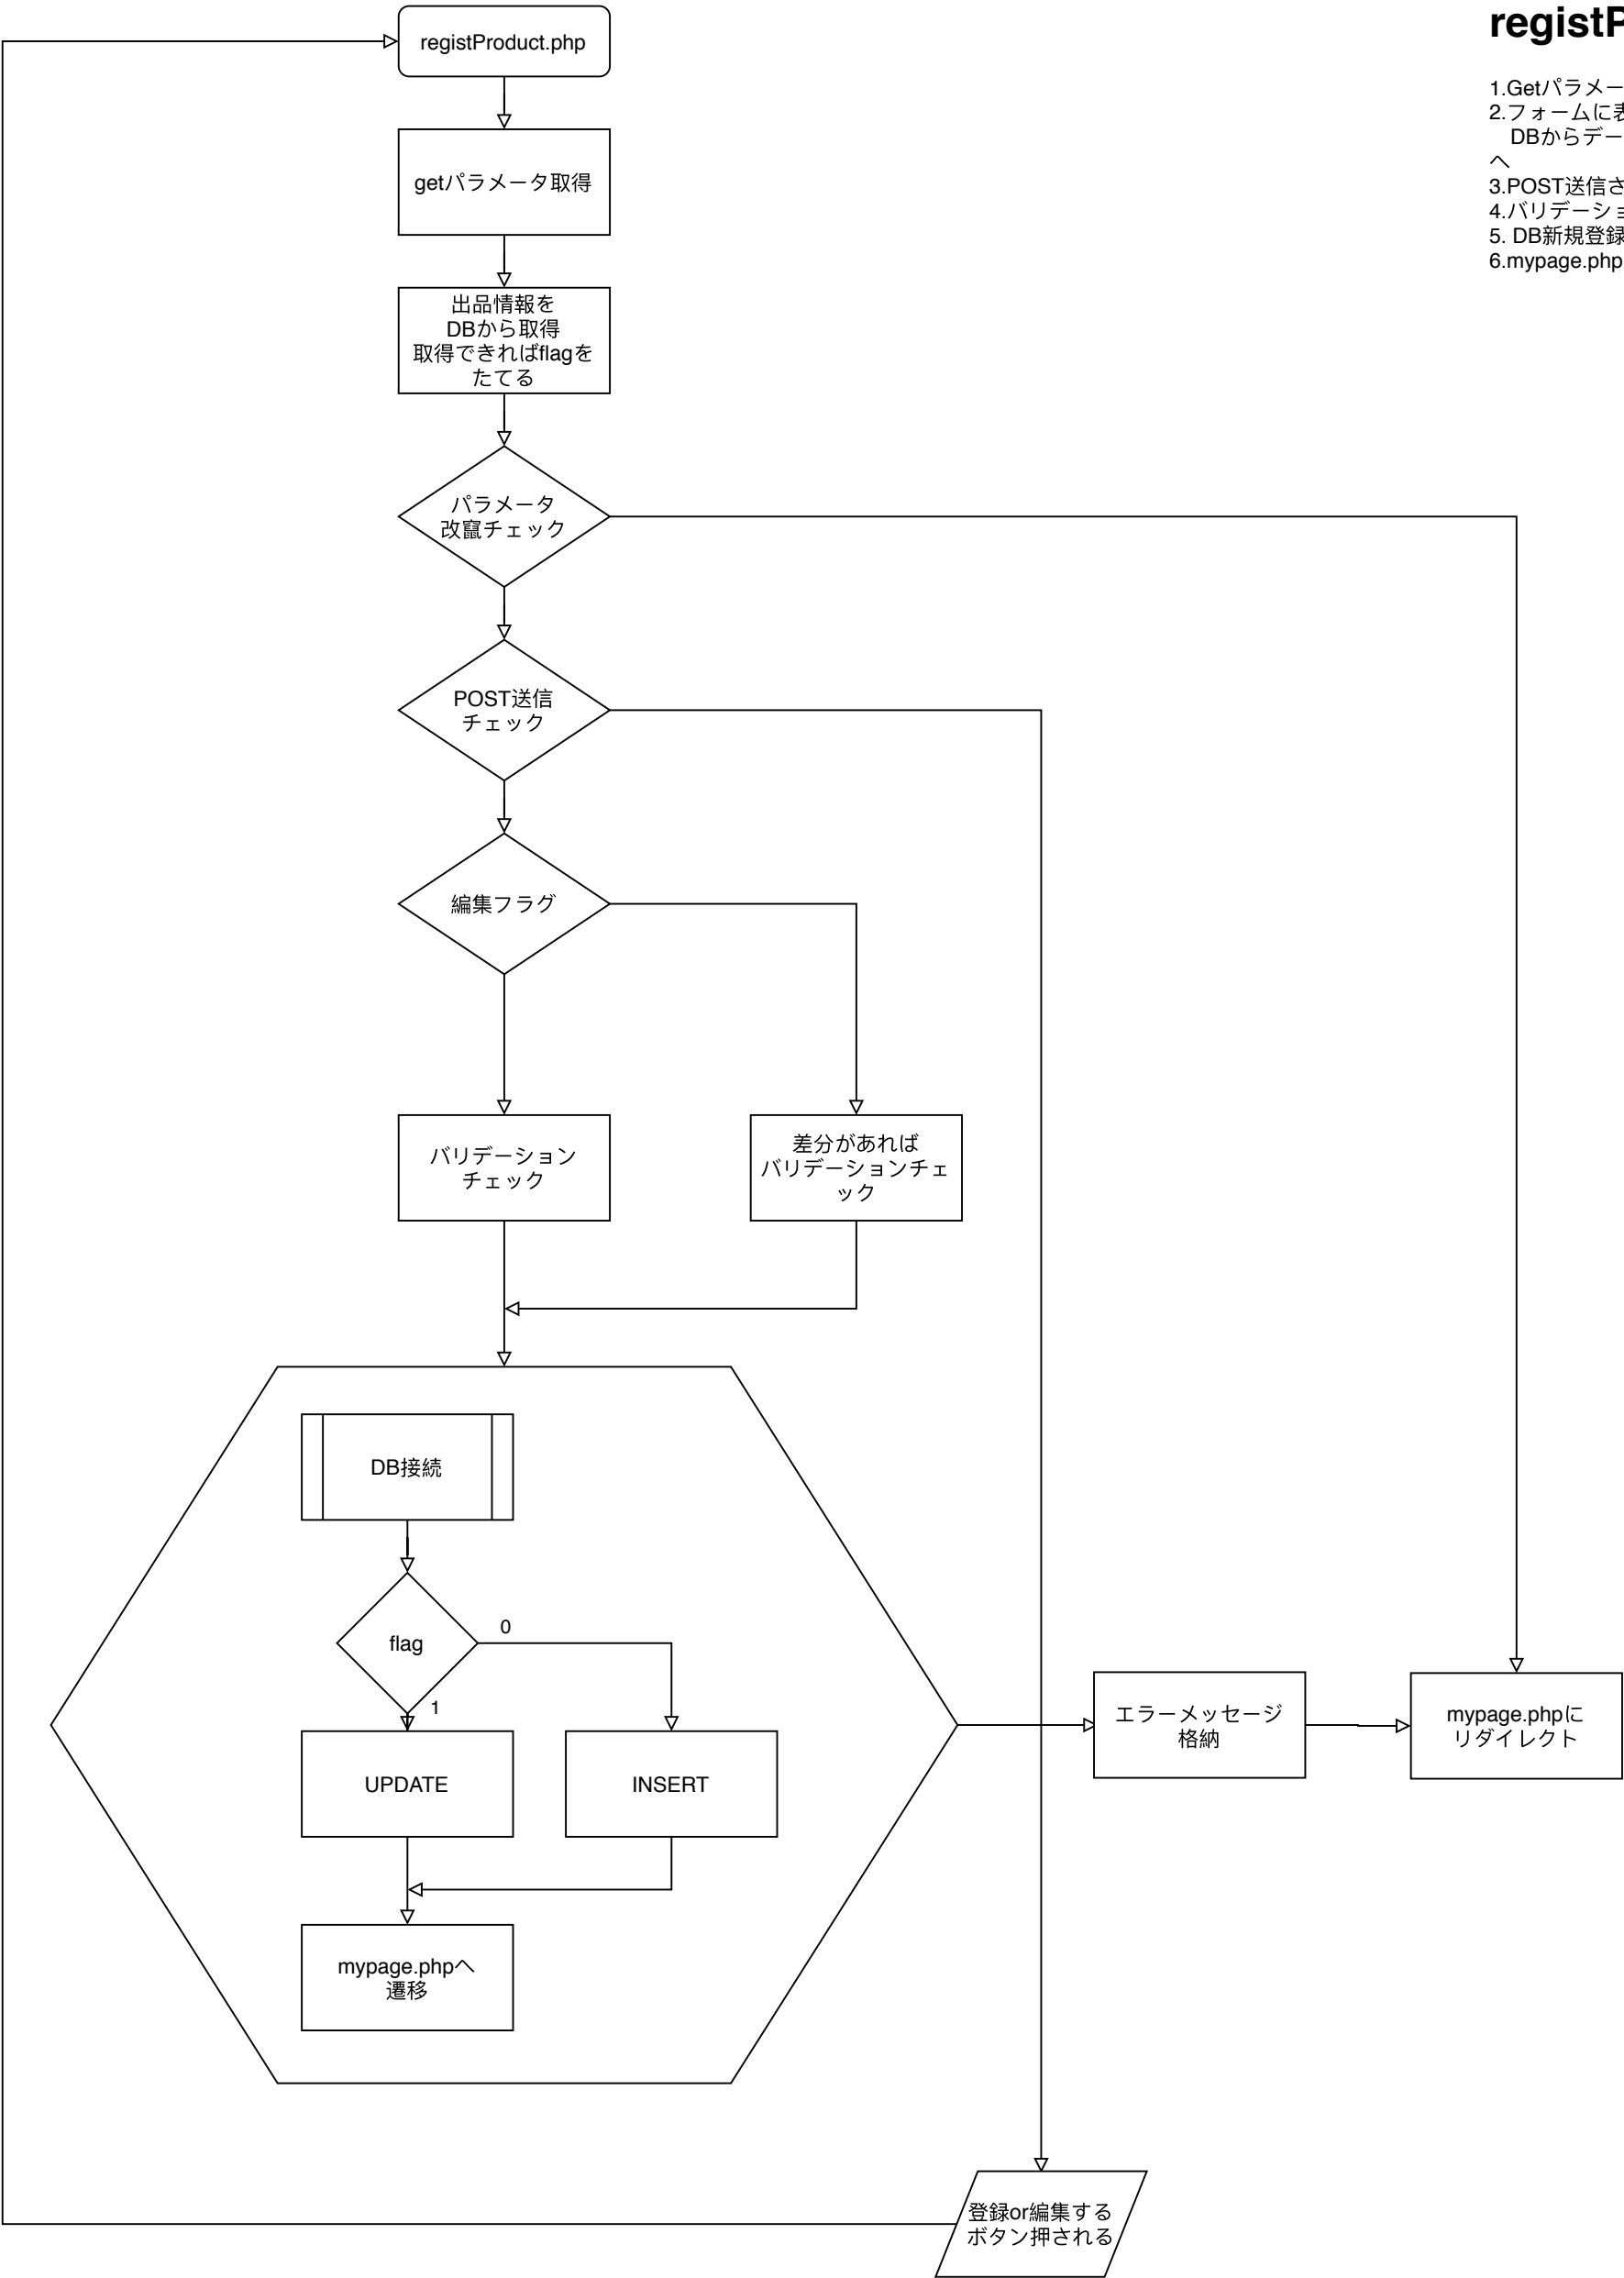 registProduct.php
getパラメータ取得
出品情報を
DBから取得
取得できればflagを
たてる
パラメータ
改竄チェック
POST送信
チェック
編集フラグ
バリデーション
チェック
差分があれば
バリデーションチェ
ック
DB接続
flag
0
1
UPDATE
INSERT
mypage.phpへ
遷移
エラーメッセージ
格納
mypage.phpに
リダイレクト
登録or編集する
ボタン押される
registP
1.Getパラメー
2.フォームに表
DBからデー
へ
3.POST送信さ
4.バリデーショ
5. DB新規登録
6.mypage.php